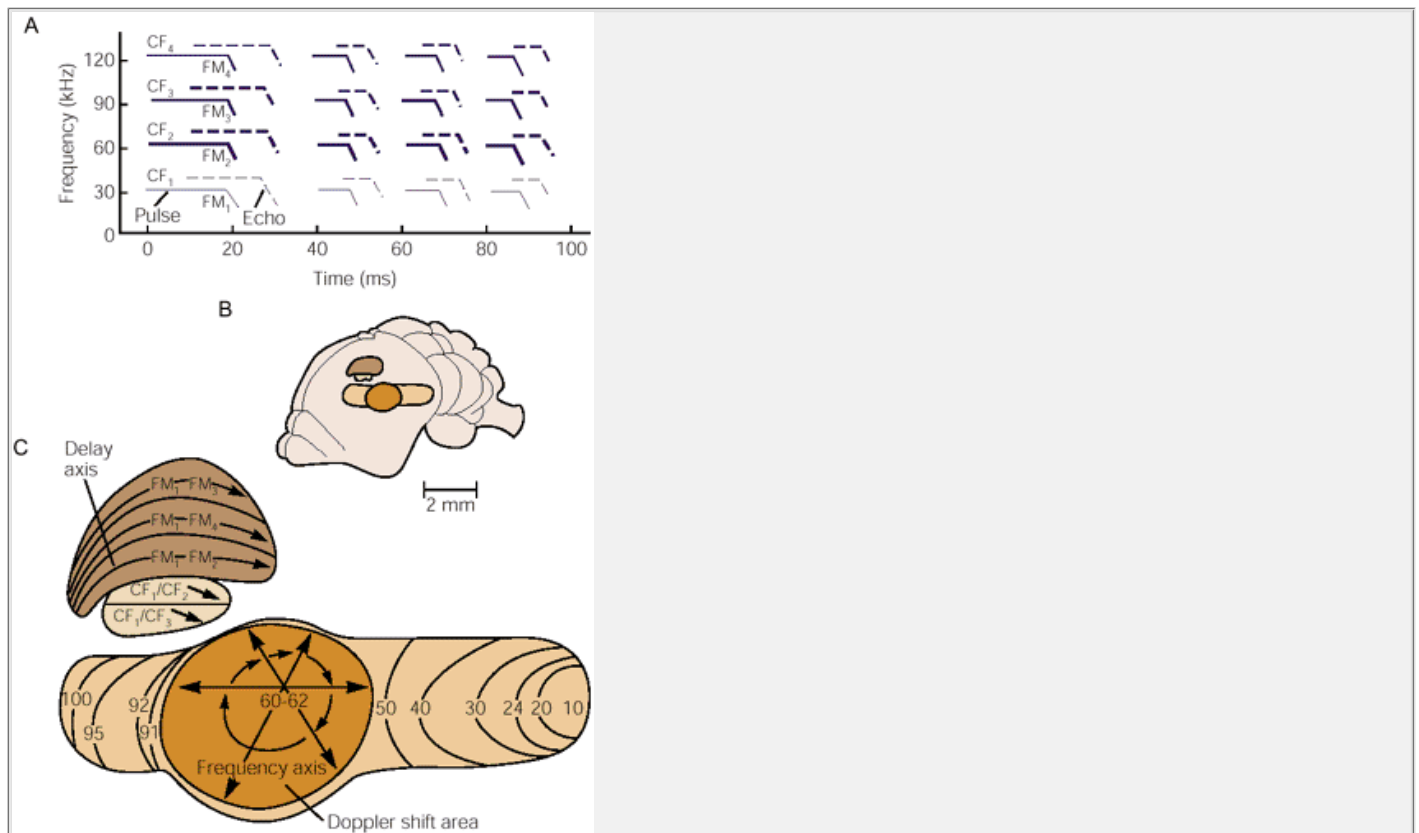 A
Frequency (kHz)
120
90
60
30
0
CF4
FM4
CF3
FM3
CF2
FM2
CF1
FM1
Pulse
Echo
0 20 40 60 80 100
Time (ms)
B
2 mm
C
Delay
axis
FM1-FM3
FM1-FM4
FM1-FM2
CF1/CF2
CF1/CF3
100 95 92 91 60-62 50 40 30 24 20 10
Frequency axis
Doppler shift area